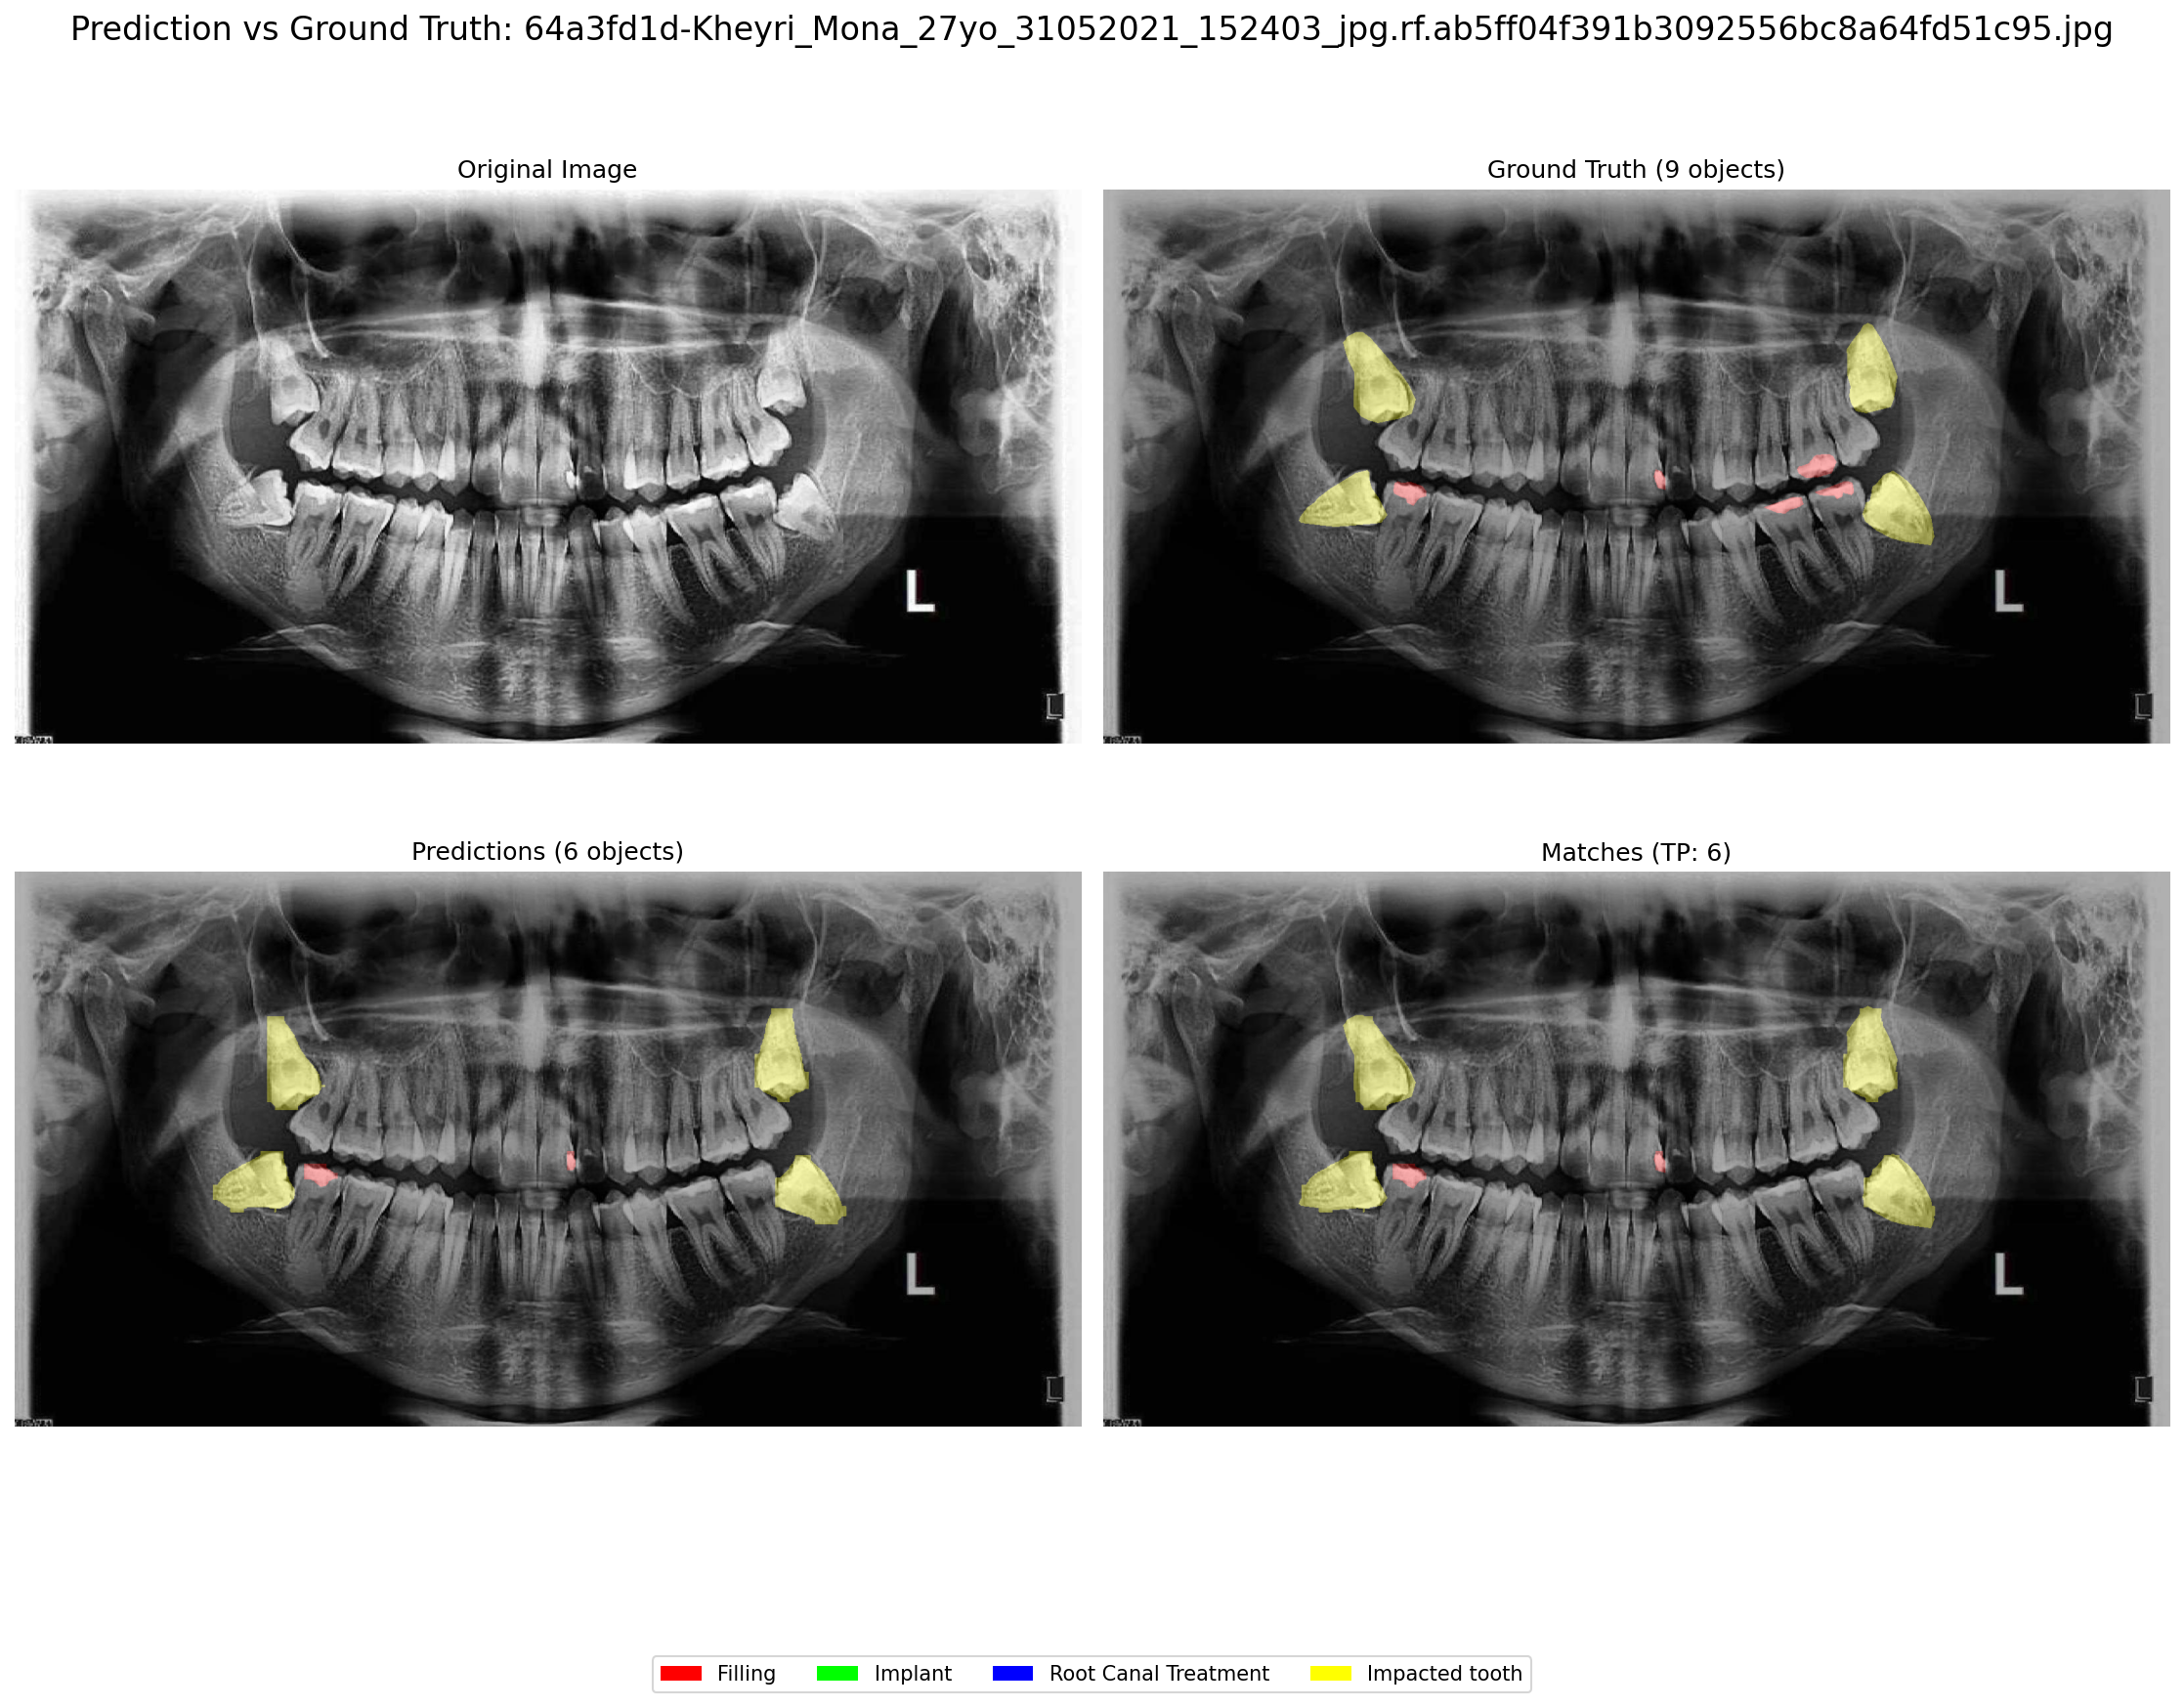 Prediction vs Ground Truth: 64a3fd1d-Kheyri_Mona_27yo_31052021_152403_jpg.rf.ab5ff04f391b3092556bc8a64fd51c95.jpg
Original Image
Ground Truth (9 objects)
L
L
Predictions (6 objects)
Matches (TP: 6)
L
L
Filling
Implant
Root Canal Treatment
Impacted tooth